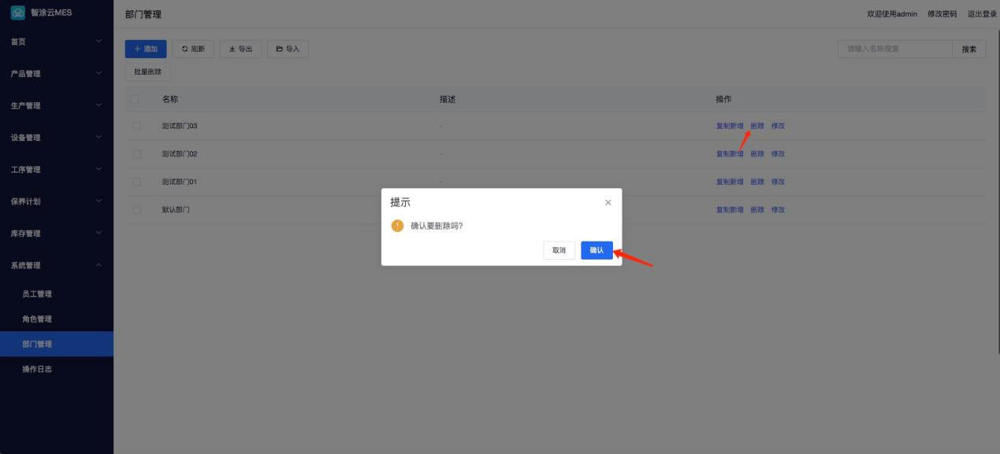 智涂云MES
部门管理
欢迎使用admin 修改密码 退出登录
首页
产品管理
生产管理
设备管理
工序管理
保养计划
库存管理
系统管理
员工管理
角色管理
部门管理
操作日志
+ 添加 刷新 导出 导入
请输入名称搜索 搜索
批量删除
名称 描述 操作
测试部门03 - 复制新增 删除 修改
测试部门02 - 复制新增 删除 修改
测试部门01 - 复制新增 删除 修改
默认部门 复制新增 删除 修改
提示
确认要删除吗?
取消 确认